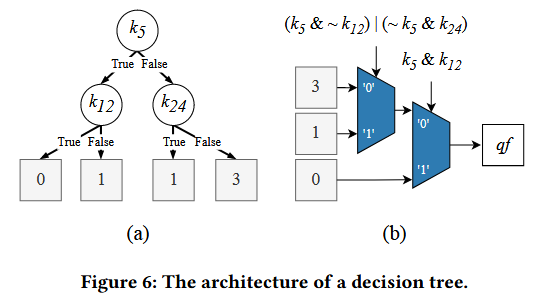 k5
True False
k12
k24
True False
True False
0
1
1
3
(a)
(k5 & ~ k12) | (~ k5 & k24)
k5 & k12
3
'0'
1
'1'
'0'
0
'1'
qf
(b)
Figure 6: The architecture of a decision tree.